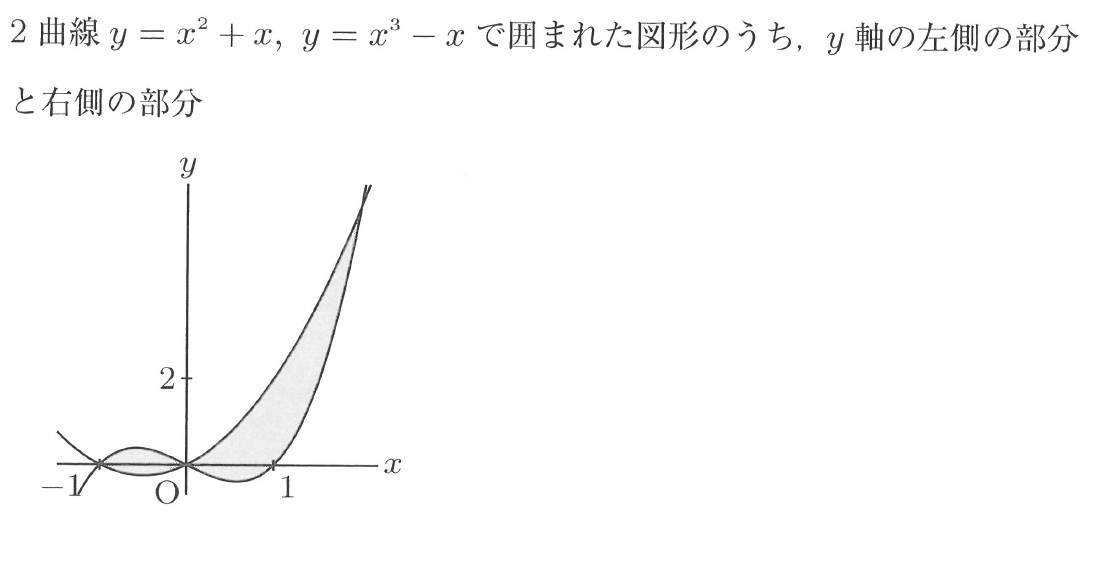 2 曲線 y = x² + x, y = x³ − x で囲まれた図形のうち, y 軸の左側の部分
と右側の部分
y
2
x
−1
O
1